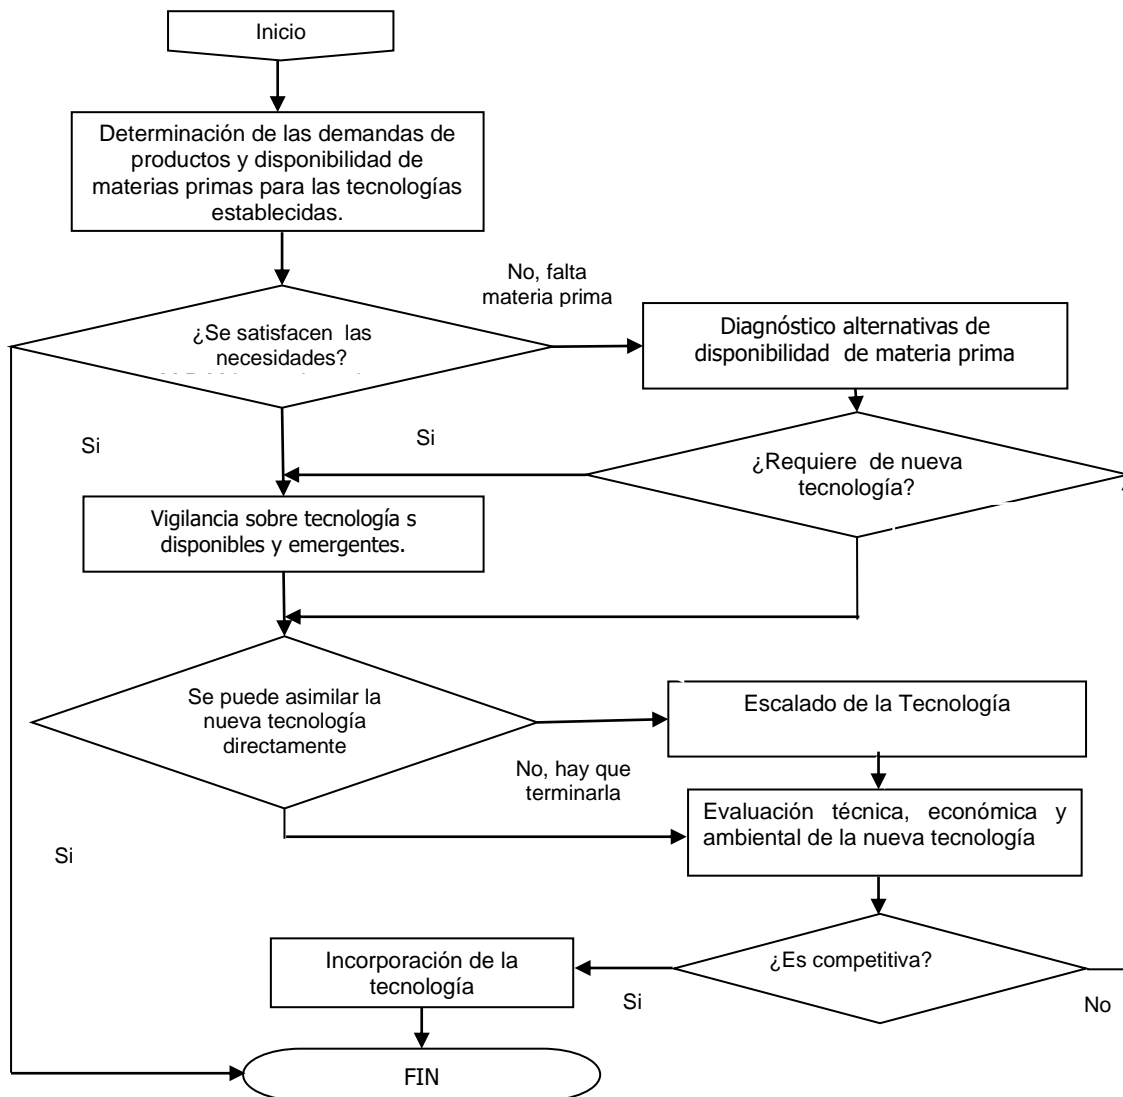 Inicio
Determinación de las demandas de
productos y disponibilidad de
materias primas para las tecnologías
establecidas.
No, falta
materia prima
¿Se satisfacen las
necesidades?
Diagnóstico alternativas de
disponibilidad de materia prima
Si
Si
¿Requiere de nueva
tecnología?
Vigilancia sobre tecnología s
disponibles y emergentes.
Se puede asimilar la
nueva tecnología
directamente
Escalado de la Tecnología
No, hay que
terminarla
Evaluación técnica, económica y
ambiental de la nueva tecnología
Si
¿Es competitiva?
Incorporación de la
tecnología
Si
No
FIN